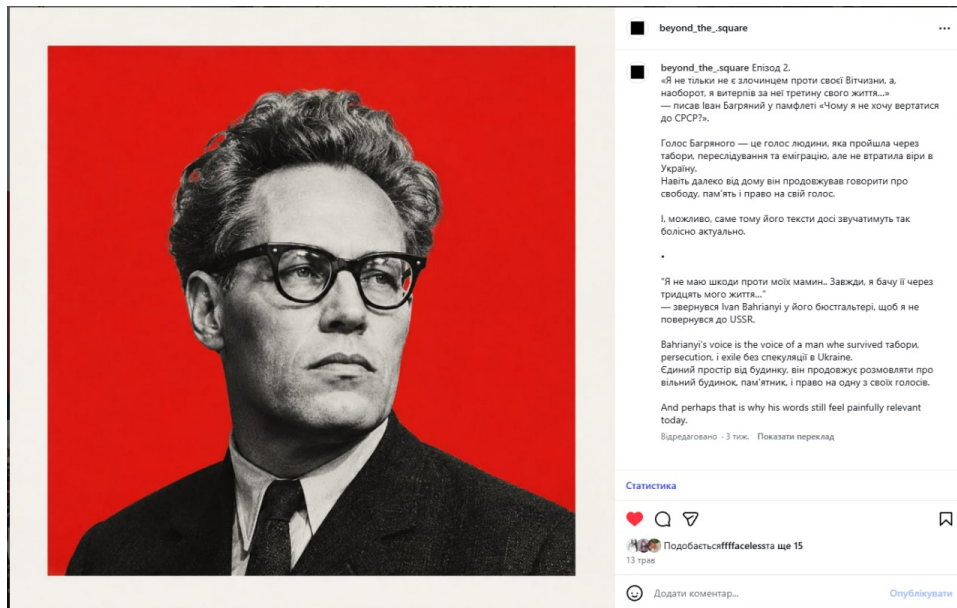 beyond_the_.square
beyond_the_.square Епізод 2.
«Я не тільки не є злочинцем проти своєї Вітчизни, а,
наоборот, я витерпів за неї третину свого життя...»
— писав Іван Багряний у памфлеті «Чому я не хочу вертатися
до СРСР?».
Голос Багряного — це голос людини, яка пройшла через
табори, переслідування та еміграцію, але не втратила віри в
Україну.
Навіть далеко від дому він продовжував говорити про
свободу, пам'ять і право на свій голос.
І, можливо, саме тому його тексти досі звучатимуть так
болісно актуально.
•
"Я не маю шкоди проти моїх мамин.. Завжди, я бачу її через
тридцять мого життя..."
— звернувся Ivan Bahrianyi у його бюстгальтері, щоб я не
повернувся до USSR.
Bahrianyi's voice is the voice of a man whe survived табори,
persecution, і exile без спекуляції в Ukraine.
Єдиний простір від будинку, він продовжує розмовляти про
вільний будинок, пам'ятник, і право на одну з своїх голосів.
And perhaps that is why his words still feel painfully relevant
today.
Відредаговано · 3 тиж. Показати переклад
Статистика
Подобаєтьсяffffacelessта ще 15
13 трав
Додати коментар...
Опублікувати